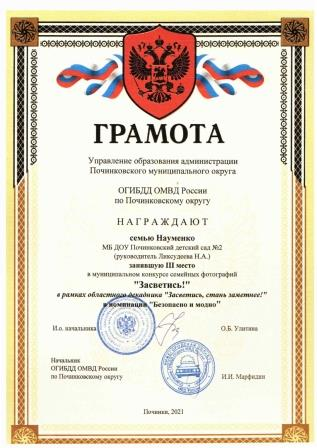 ГРАМОТА
Управление образования администрации
Починковского муниципального округа
ОГИБДД ОМВД России
по Починковскому округу
НАГРАЖДАЮТ
семью Науменко
МБ ДОУ Починковский детский сад №2
(руководитель Ликсудеева Н.А.)
занявшую III место
в муниципальном конкурсе семейных фотографий
"Засветись!"
в рамках областного декадника "Засветись, стань заметнее!"
в номинации "Безопасно и модно"
И.о. начальника О.Б. Улитина
Начальник
ОГИБДД ОМВД России
по Починковскому округу И.И. Марфидин
Починки, 2021